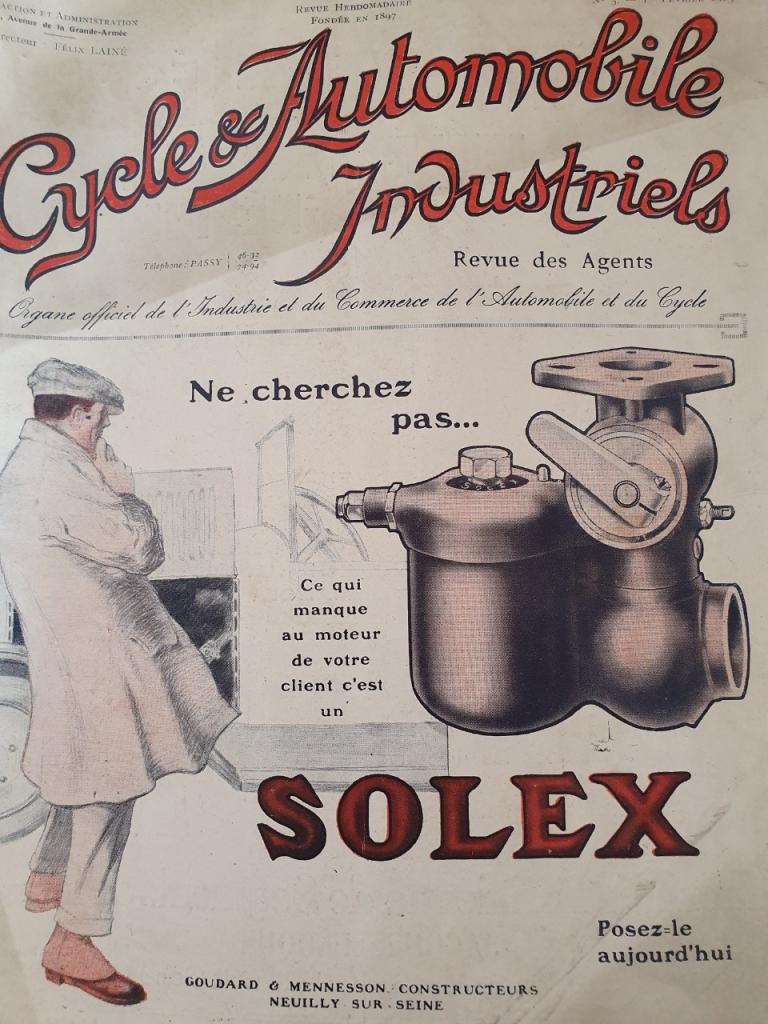 ACTION ET ADMINISTRATION
Avenue de la Grande-Armée
recteur : FÉLIX LAINÉ
REVUE HEBDOMADAIRE
FONDÉE EN 1897
Cycle & Automobile
Industriels
Téléphone : PASSY 46-32
24-94
Revue des Agents
Organe officiel de l'Industrie et du Commerce de l'Automobile et du Cycle
Ne cherchez
pas...
Ce qui
manque
au moteur
de votre
client c'est
un
SOLEX
Posez-le
aujourd'hui
GOUDARD & MENNESSON. CONSTRUCTEURS
NEUILLY SUR SEINE